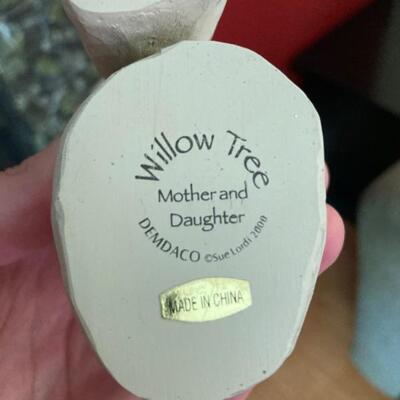 Willow Tree
Mother and
Daughter
DEMDACO ©Sue Lordi 2000
MADE IN CHINA